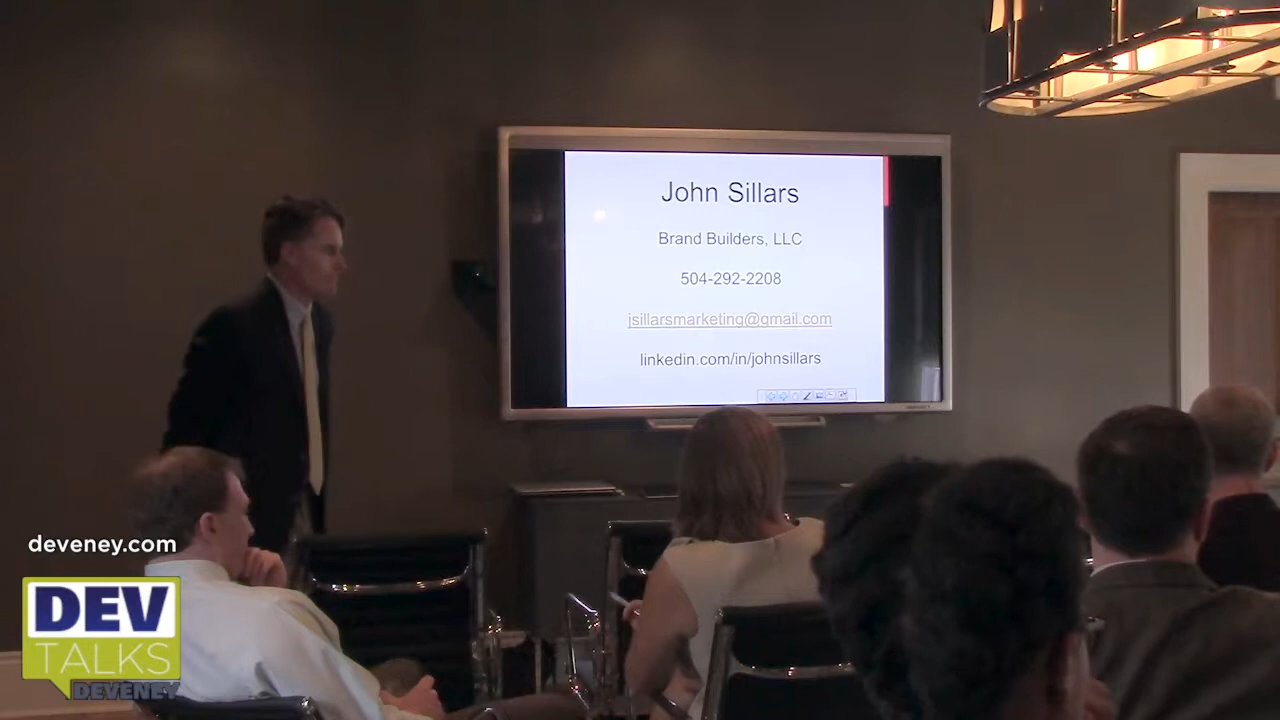 John Sillars
Brand Builders, LLC
504-292-2208
jsillarsmarketing@gmail.com
linkedin.com/in/johnsillars
deveney.com
DEV
TALKS
DEVENEY